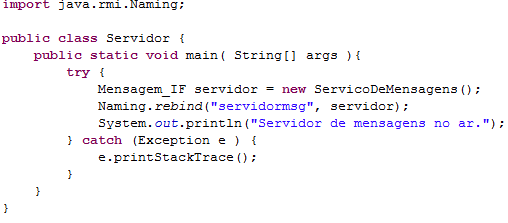 import java.rmi.Naming;
public class Servidor {
public static void main( String[] args ){
try {
Mensagem_IF servidor = new ServicoDeMensagens();
Naming.rebind("servidormsg", servidor);
System.out.println("Servidor de mensagens no ar.");
} catch (Exception e ) {
e.printStackTrace();
}
}
}